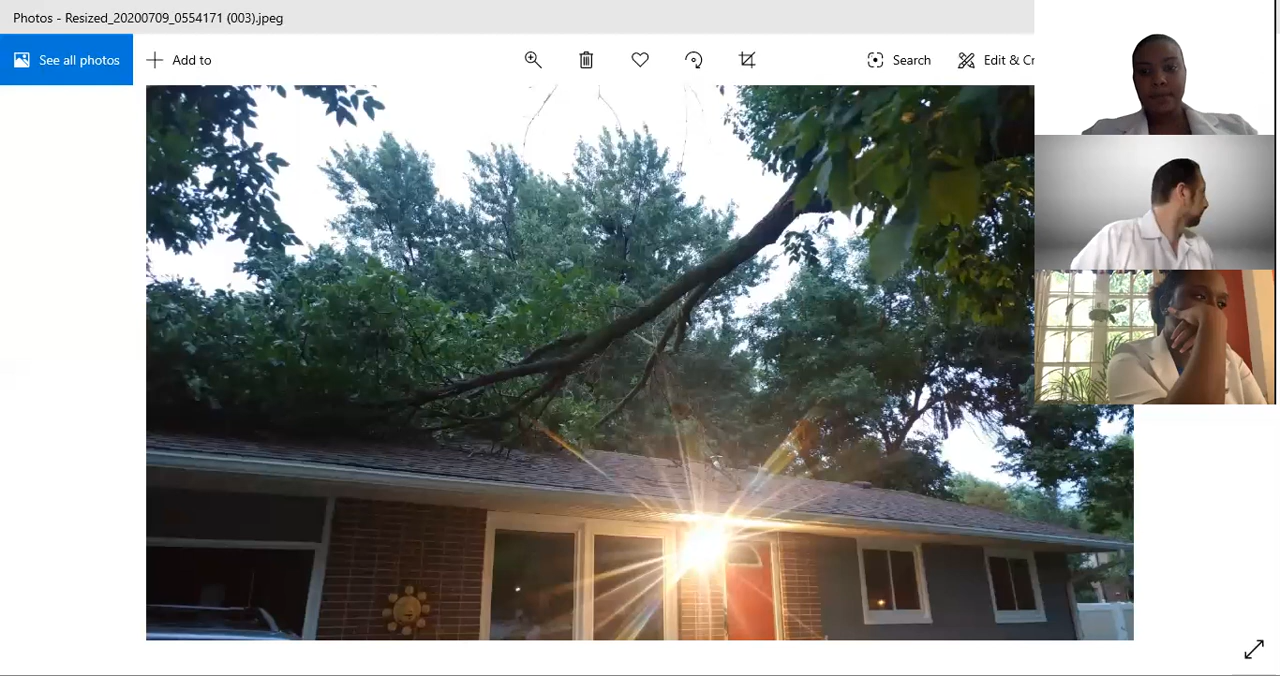 Photos - Resized_20200709_0554171 (003).jpeg
See all photos
Add to
Search
Edit & Cr